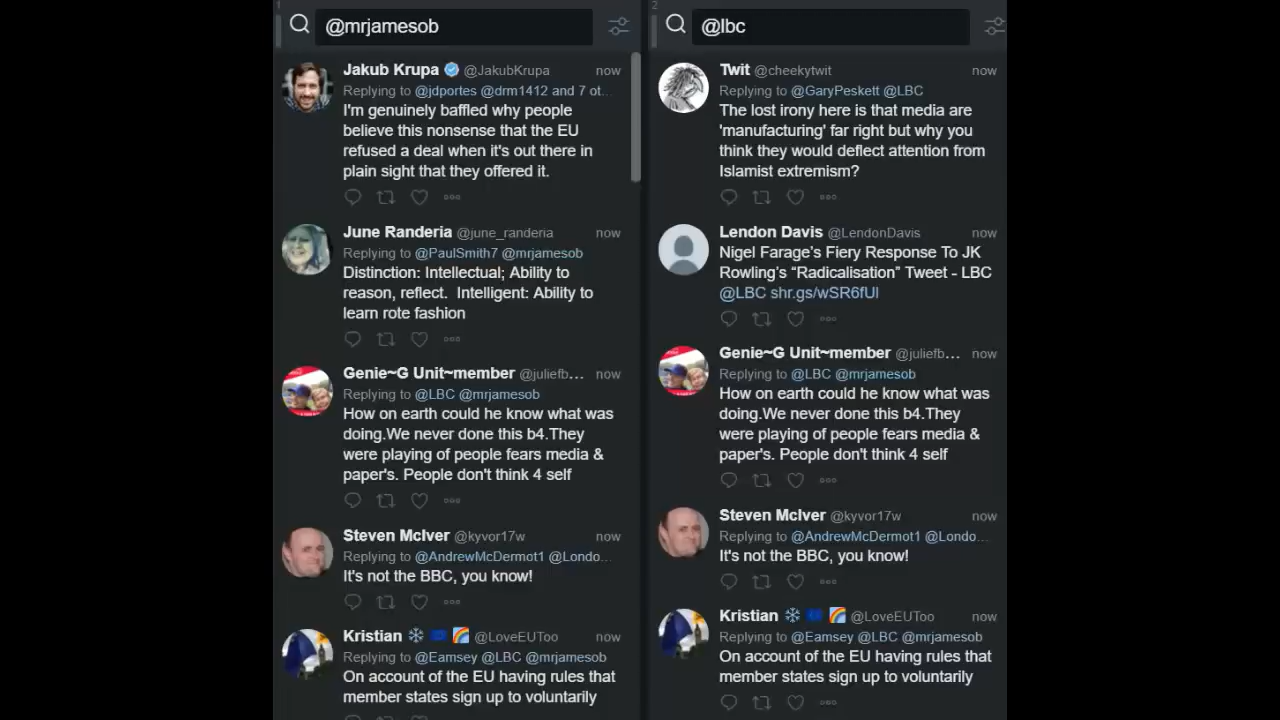 1
@mrjamesob
Jakub Krupa @JakubKrupa now
Replying to @jdportes @drm1412 and 7 ot...
I'm genuinely baffled why people
believe this nonsense that the EU
refused a deal when it's out there in
plain sight that they offered it.
June Randeria @june_randeria now
Replying to @PaulSmith7 @mrjamesob
Distinction: Intellectual; Ability to
reason, reflect. Intelligent: Ability to
learn rote fashion
Genie~G Unit~member @juliefb... now
Replying to @LBC @mrjamesob
How on earth could he know what was
doing.We never done this b4.They
were playing of people fears media &
paper's. People don't think 4 self
Steven McIver @kyvor17w now
Replying to @AndrewMcDermot1 @Londo...
It's not the BBC, you know!
Kristian ❄ 🇪🇺 🌈 @LoveEUToo now
Replying to @Eamsey @LBC @mrjamesob
On account of the EU having rules that
member states sign up to voluntarily
2
@lbc
Twit @cheekytwit now
Replying to @GaryPeskett @LBC
The lost irony here is that media are
'manufacturing' far right but why you
think they would deflect attention from
Islamist extremism?
Lendon Davis @LendonDavis now
Nigel Farage's Fiery Response To JK
Rowling's “Radicalisation” Tweet - LBC
@LBC shr.gs/wSR6fUl
Genie~G Unit~member @juliefb... now
Replying to @LBC @mrjamesob
How on earth could he know what was
doing.We never done this b4.They
were playing of people fears media &
paper's. People don't think 4 self
Steven McIver @kyvor17w now
Replying to @AndrewMcDermot1 @Londo...
It's not the BBC, you know!
Kristian ❄ 🇪🇺 🌈 @LoveEUToo now
Replying to @Eamsey @LBC @mrjamesob
On account of the EU having rules that
member states sign up to voluntarily